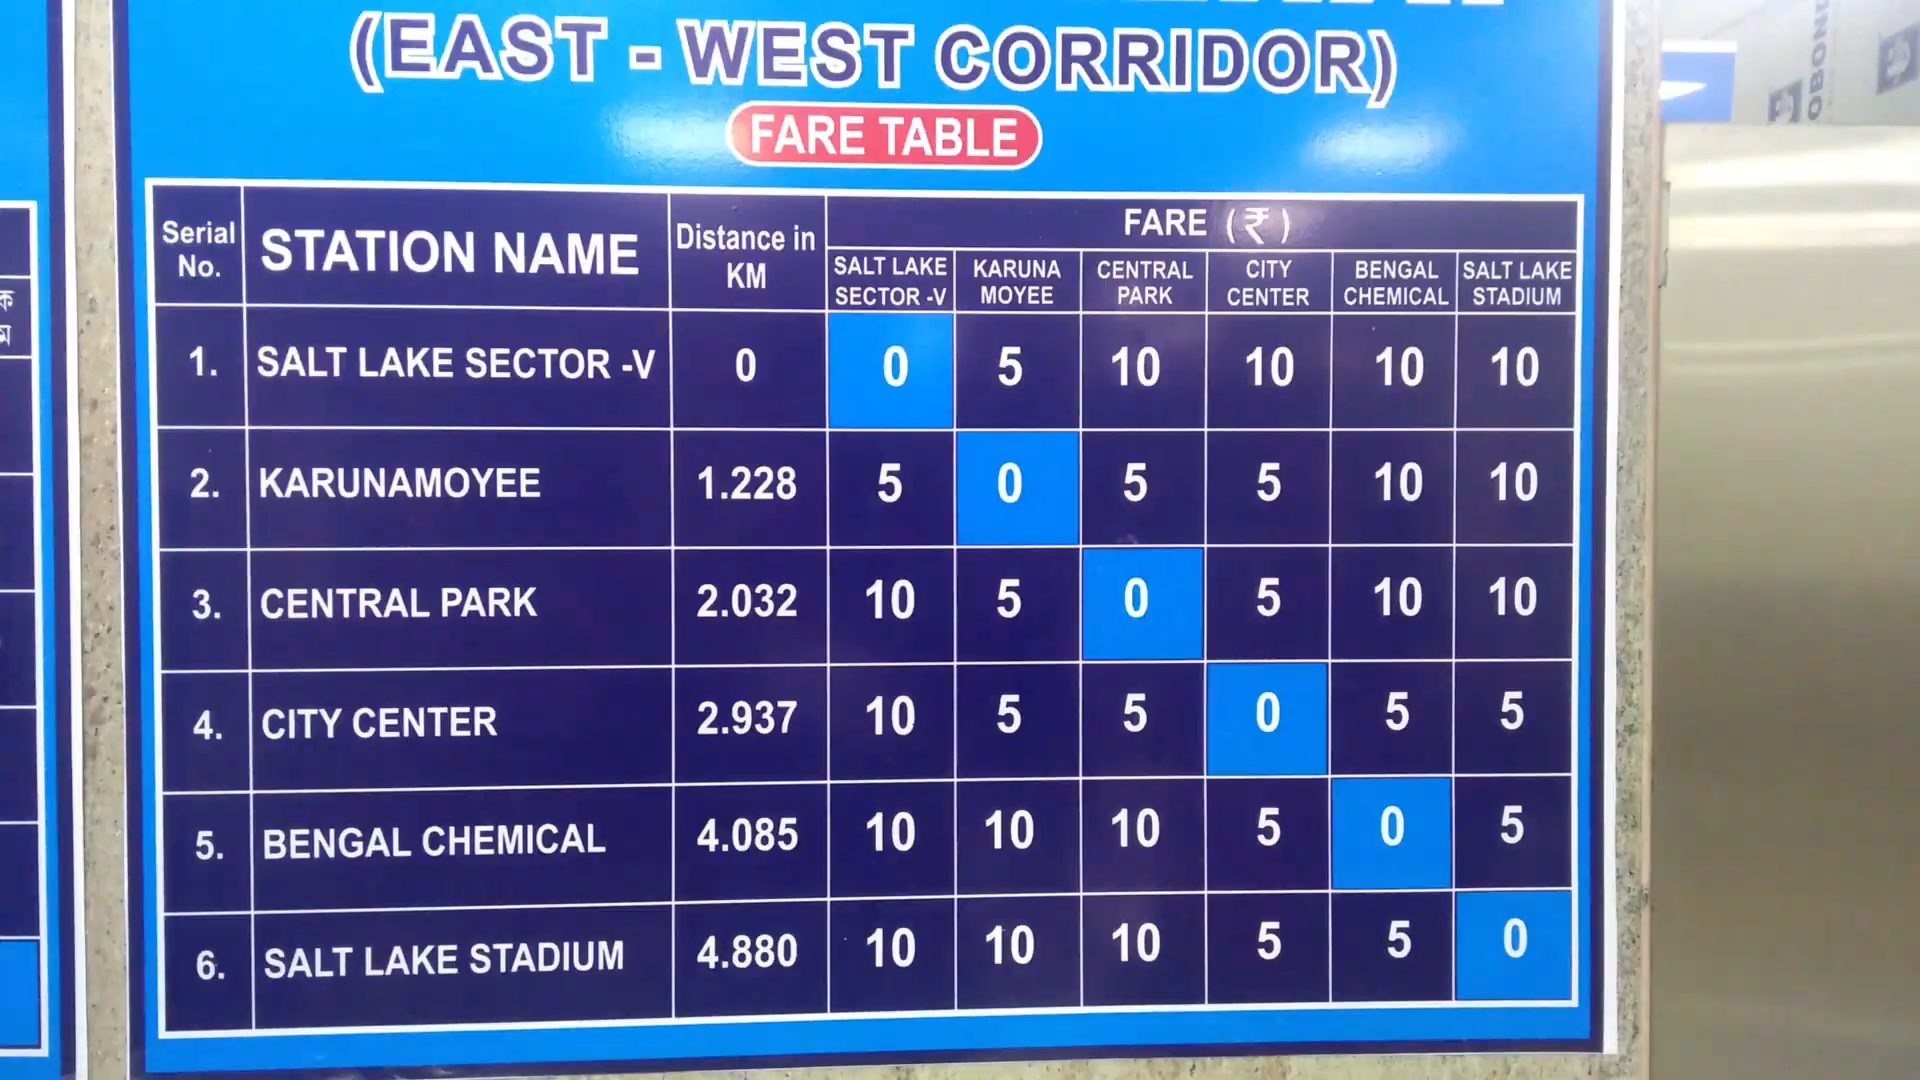 (EAST - WEST CORRIDOR)
FARE TABLE
Serial No. STATION NAME Distance in KM FARE (₹)
SALT LAKE SECTOR -V KARUNA MOYEE CENTRAL PARK CITY CENTER BENGAL CHEMICAL SALT LAKE STADIUM
1. SALT LAKE SECTOR -V 0 0 5 10 10 10 10
2. KARUNAMOYEE 1.228 5 0 5 5 10 10
3. CENTRAL PARK 2.032 10 5 0 5 10 10
4. CITY CENTER 2.937 10 5 5 0 5 5
5. BENGAL CHEMICAL 4.085 10 10 10 5 0 5
6. SALT LAKE STADIUM 4.880 10 10 10 5 5 0